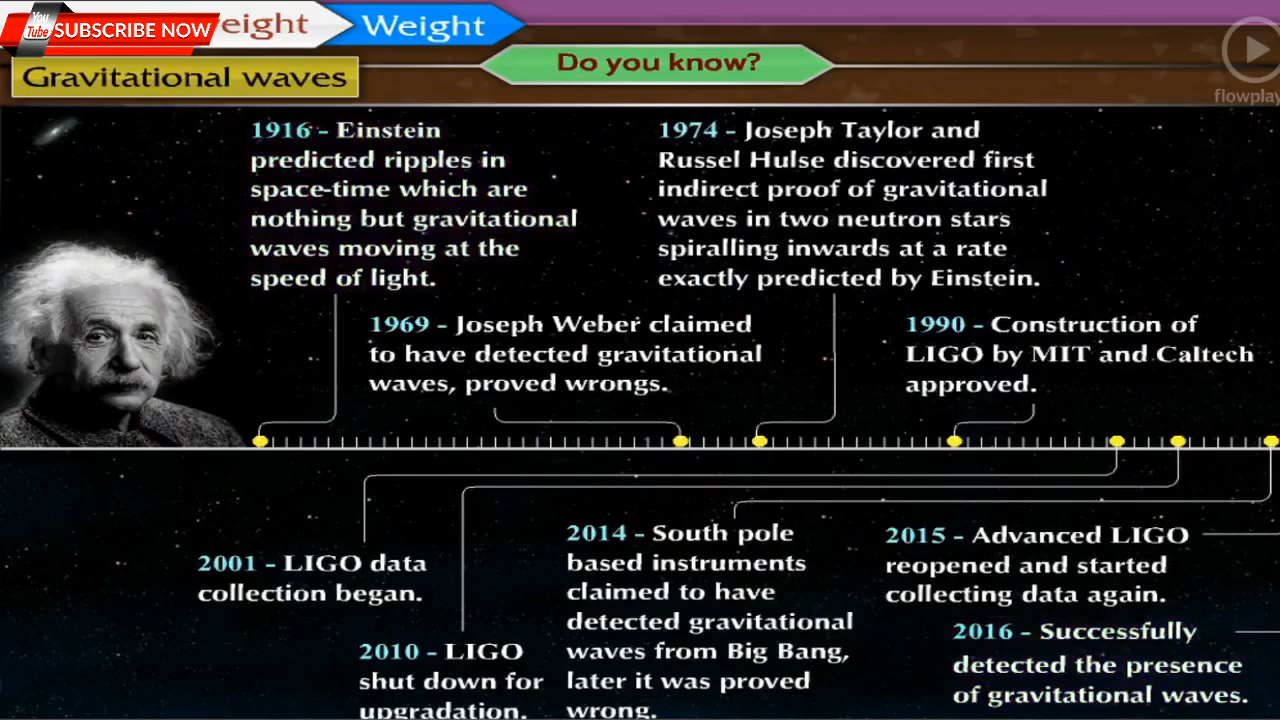 You
Tube
SUBSCRIBE NOW
eight
Weight
Do you know?
Gravitational waves
flowplay
1916 - Einstein
predicted ripples in
space-time which are
nothing but gravitational
waves moving at the
speed of light.
1974 - Joseph Taylor and
Russel Hulse discovered first
indirect proof of gravitational
waves in two neutron stars
spiralling inwards at a rate
exactly predicted by Einstein.
1969 - Joseph Weber claimed
to have detected gravitational
waves, proved wrongs.
1990 - Construction of
LIGO by MIT and Caltech
approved.
2001 - LIGO data
collection began.
2010 - LIGO
shut down for
upgradation.
2014 - South pole
based instruments
claimed to have
detected gravitational
waves from Big Bang,
later it was proved
wrong.
2015 - Advanced LIGO
reopened and started
collecting data again.
2016 - Successfully
detected the presence
of gravitational waves.